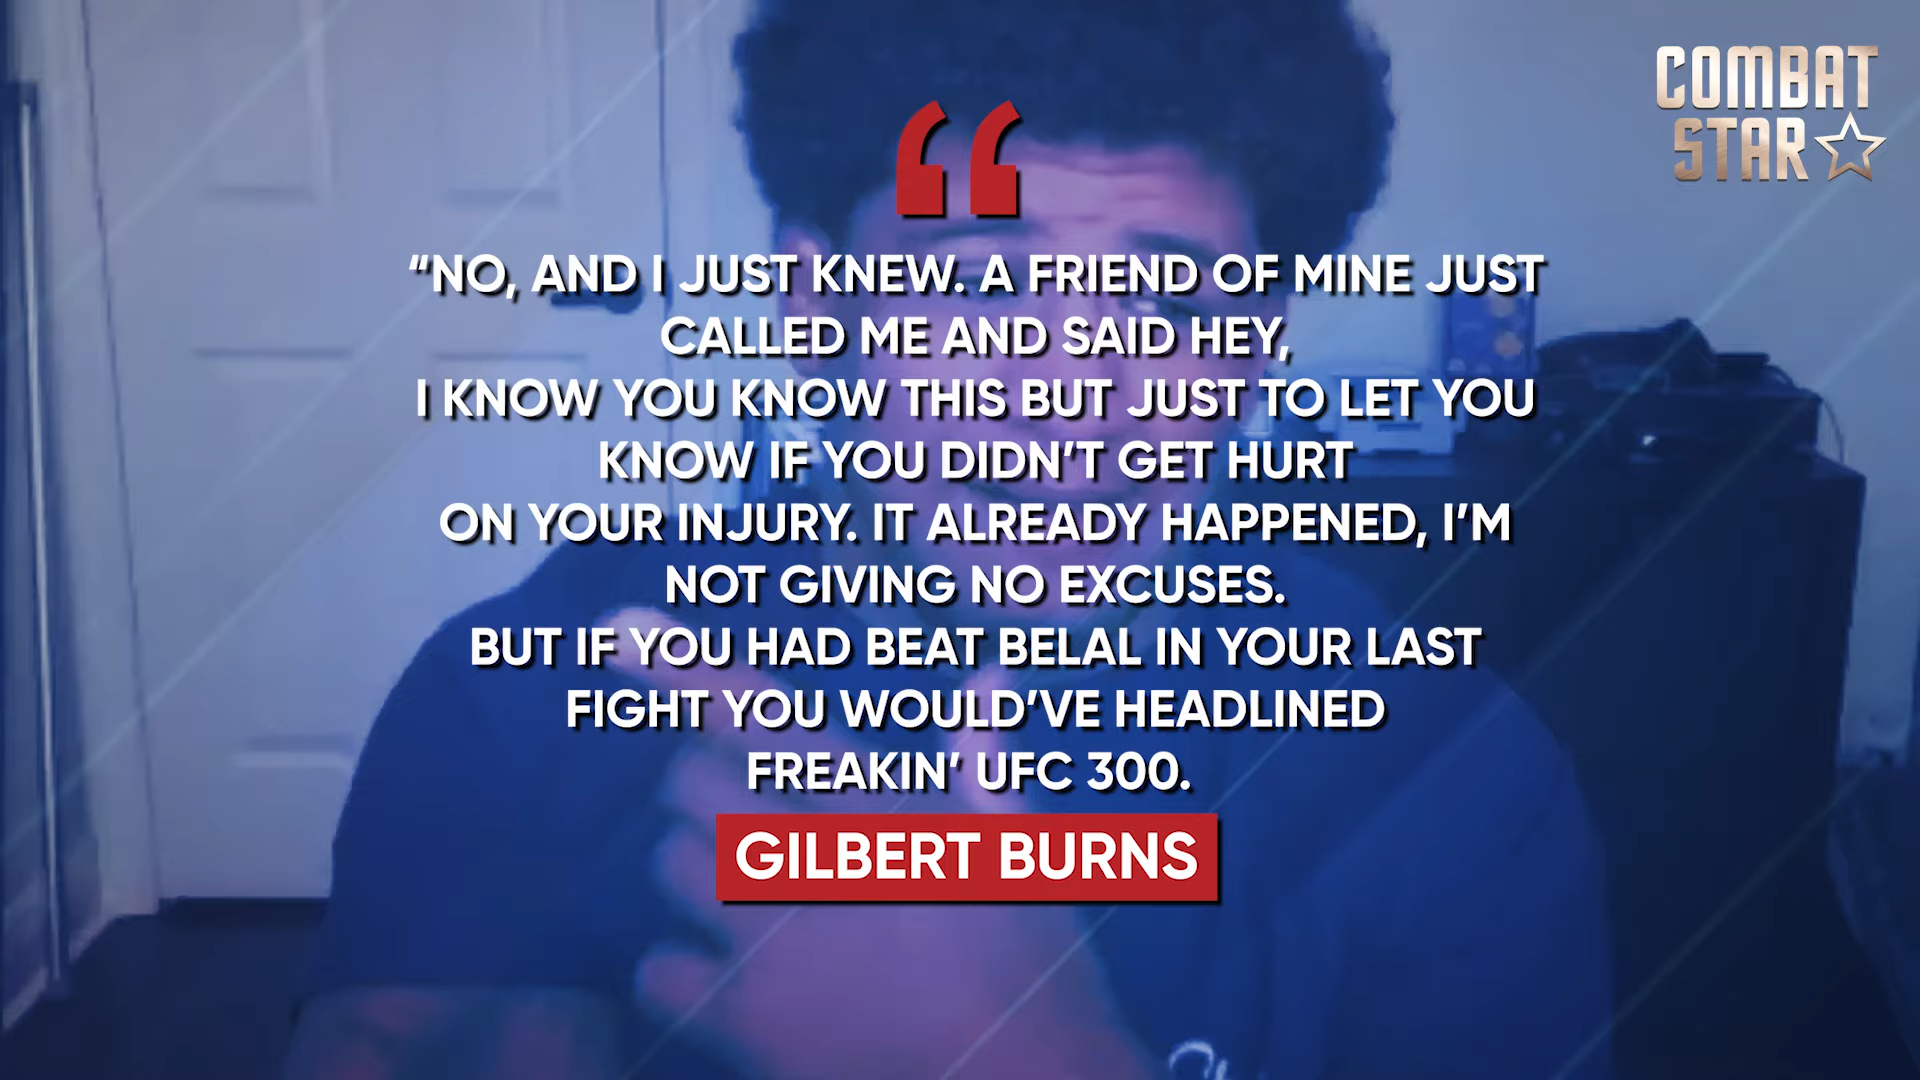 COMBAT
STAR
“NO, AND I JUST KNEW. A FRIEND OF MINE JUST
CALLED ME AND SAID HEY,
I KNOW YOU KNOW THIS BUT JUST TO LET YOU
KNOW IF YOU DIDN’T GET HURT
ON YOUR INJURY. IT ALREADY HAPPENED, I’M
NOT GIVING NO EXCUSES.
BUT IF YOU HAD BEAT BELAL IN YOUR LAST
FIGHT YOU WOULD’VE HEADLINED
FREAKIN’ UFC 300.
GILBERT BURNS